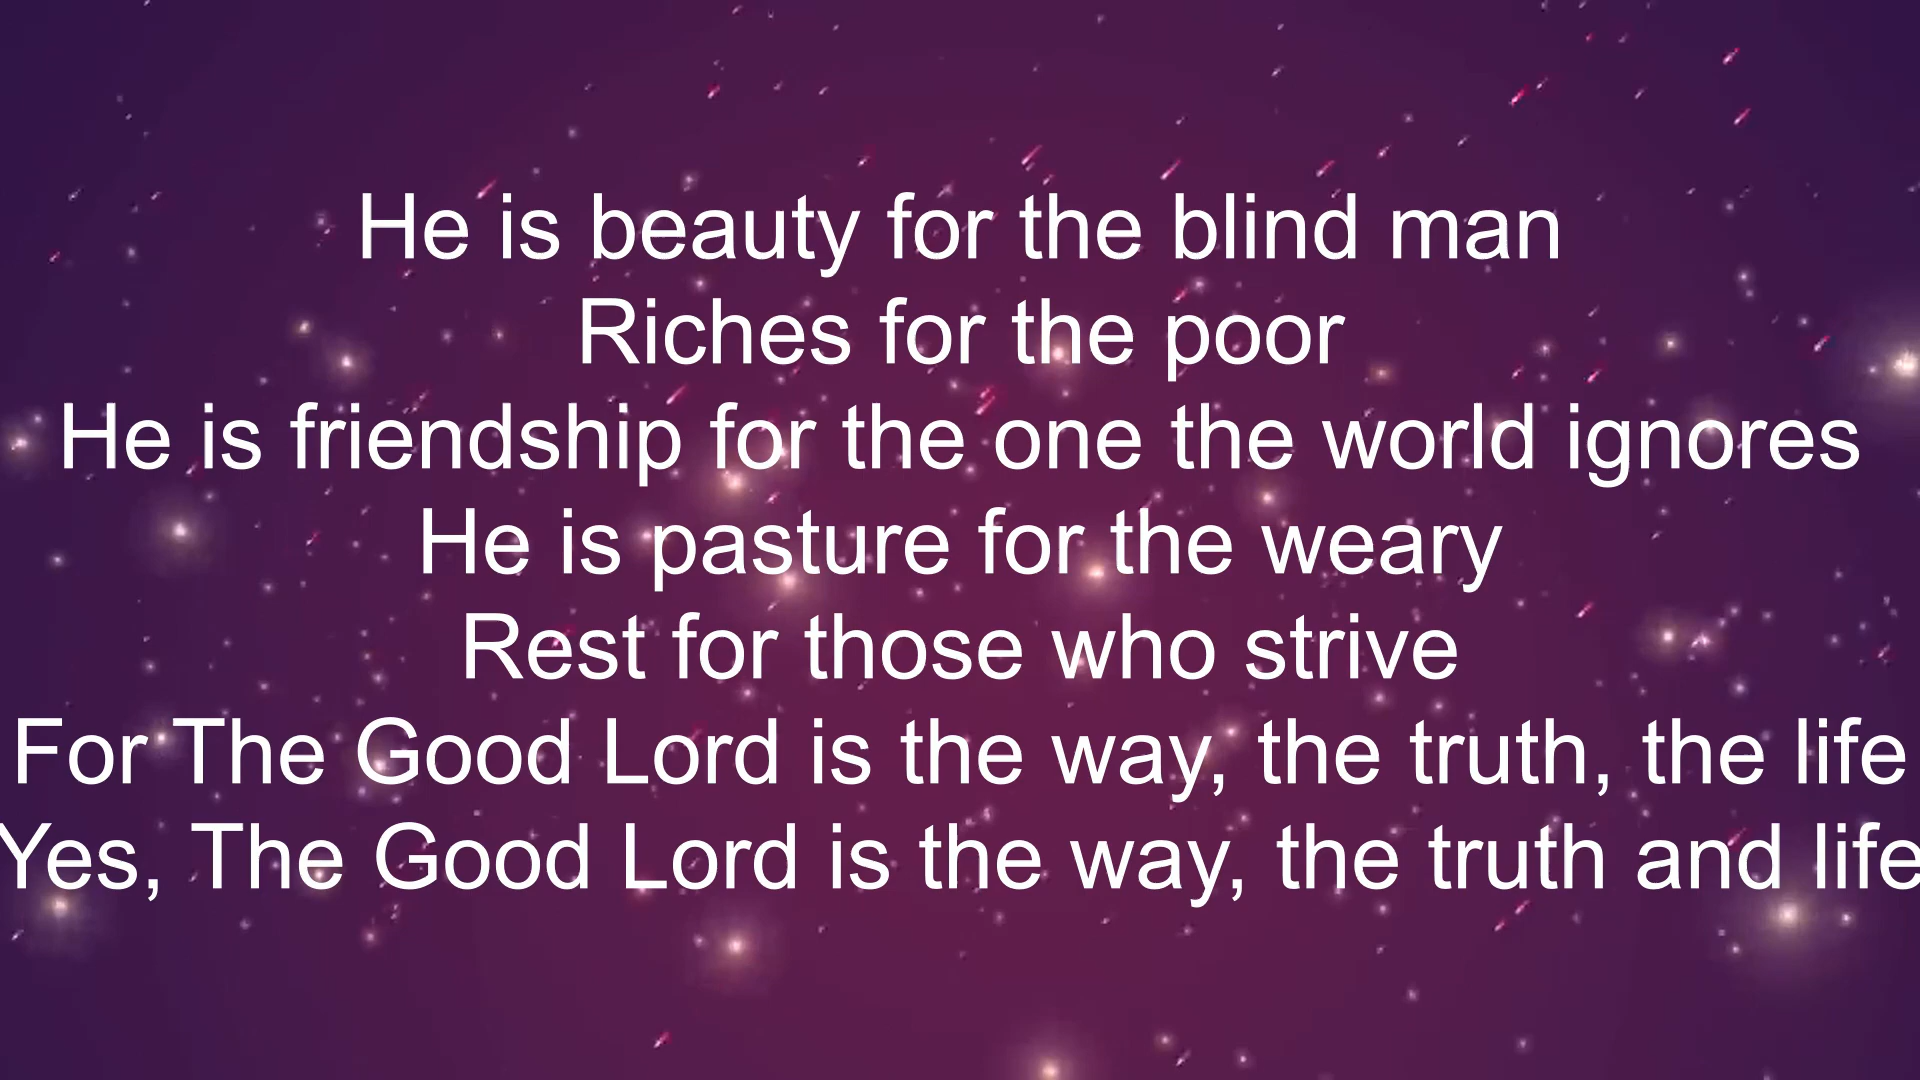 He is beauty for the blind man
Riches for the poor
He is friendship for the one the world ignores
He is pasture for the weary
Rest for those who strive
For The Good Lord is the way, the truth, the life
Yes, The Good Lord is the way, the truth and life